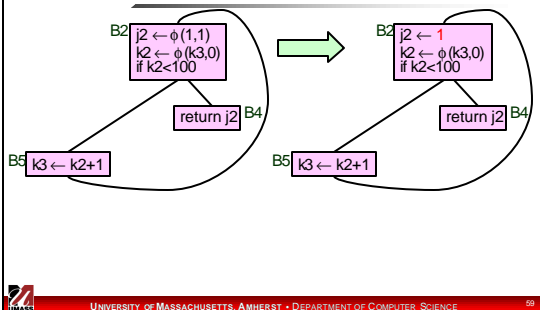 B2
j2 ← ϕ (1,1)
k2 ← ϕ (k3,0)
if k2<100
return j2
B4
B5
k3 ← k2+1
B2
j2 ← 1
k2 ← ϕ (k3,0)
if k2<100
return j2
B4
B5
k3 ← k2+1
UMASS
UNIVERSITY OF MASSACHUSETTS, AMHERST • DEPARTMENT OF COMPUTER SCIENCE
59